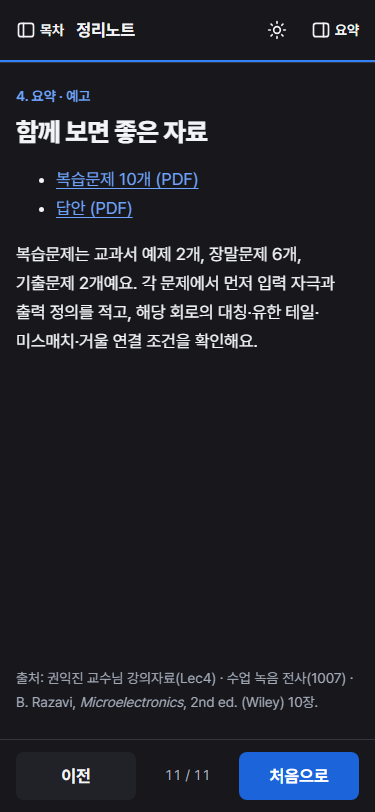 목차 정리노트 요약
4. 요약 · 예고
함께 보면 좋은 자료
• 복습문제 10개 (PDF)
• 답안 (PDF)
복습문제는 교과서 예제 2개, 장말문제 6개,
기출문제 2개예요. 각 문제에서 먼저 입력 자극과
출력 정의를 적고, 해당 회로의 대칭·유한 테일·
미스매치·거울 연결 조건을 확인해요.
출처: 권익진 교수님 강의자료(Lec4) · 수업 녹음 전사(1007) ·
B. Razavi, Microelectronics, 2nd ed. (Wiley) 10장.
이전 11 / 11 처음으로